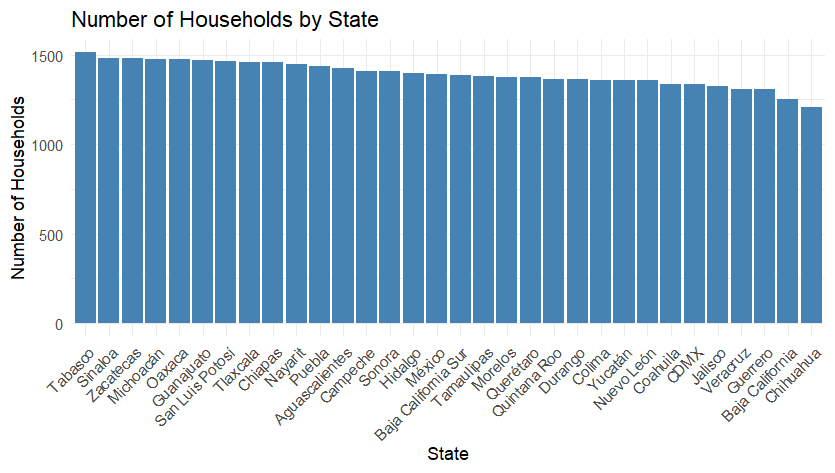 Number of Households by State
Number of Households
1500
1000
500
0
Tabasco
Sinaloa
Zacatecas
Michoacán
Oaxaca
Guanajuato
San Luis Potosí
Tlaxcala
Chiapas
Nayarit
Puebla
Aguascalientes
Campeche
Sonora
Hidalgo
México
Baja California Sur
Tamaulipas
Morelos
Querétaro
Quintana Roo
Durango
Colima
Yucatán
Nuevo León
Coahuila
CDMX
Jalisco
Veracruz
Guerrero
Baja California
Chihuahua
State